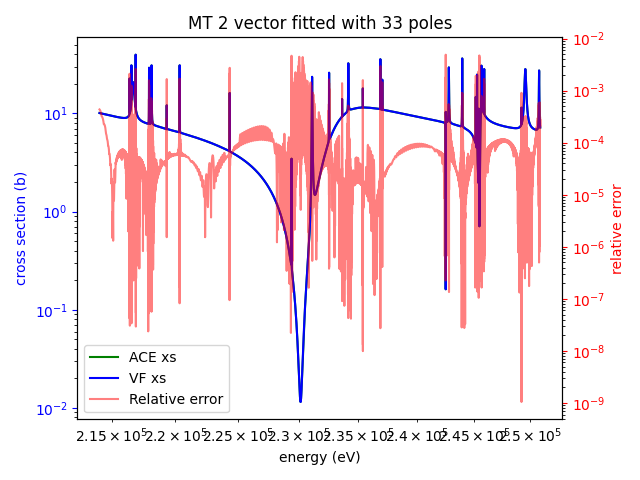 MT 2 vector fitted with 33 poles
10⁻²
10⁻³
10¹
10⁻⁴
10⁻⁵
10⁰
10⁻⁶
10⁻¹
10⁻⁷
10⁻⁸
10⁻²
10⁻⁹
cross section (b)
relative error
ACE xs
VF xs
Relative error
2.15 × 10⁵ 2.2 × 10⁵ 2.25 × 10⁵ 2.3 × 10⁵ 2.35 × 10⁵ 2.4 × 10⁵ 2.45 × 10⁵ 2.5 × 10⁵
energy (eV)